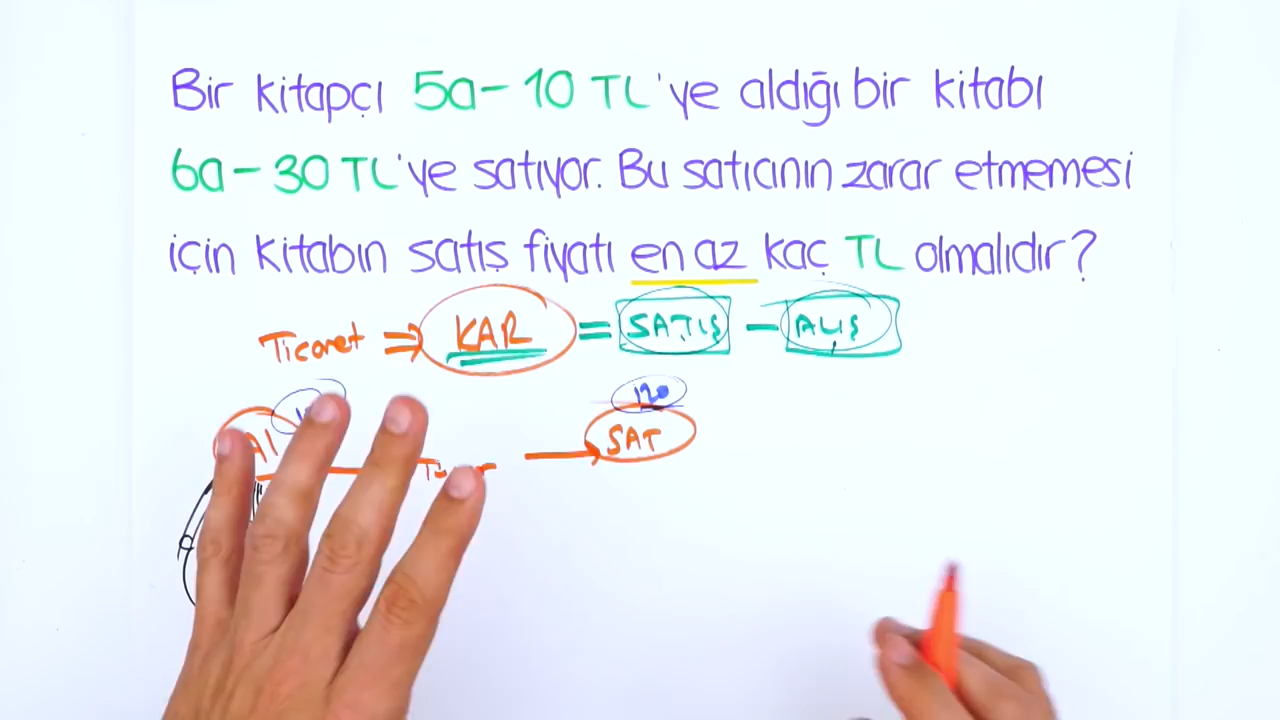 Bir kitapçı 5a - 10 TL'ye aldığı bir kitabı
6a - 30 TL'ye satıyor. Bu satıcının zarar etmemesi
için kitabın satış fiyatı en az kaç TL olmalıdır?
Ticaret ⇒ KAR = SATIŞ - ALIŞ
120
SAT